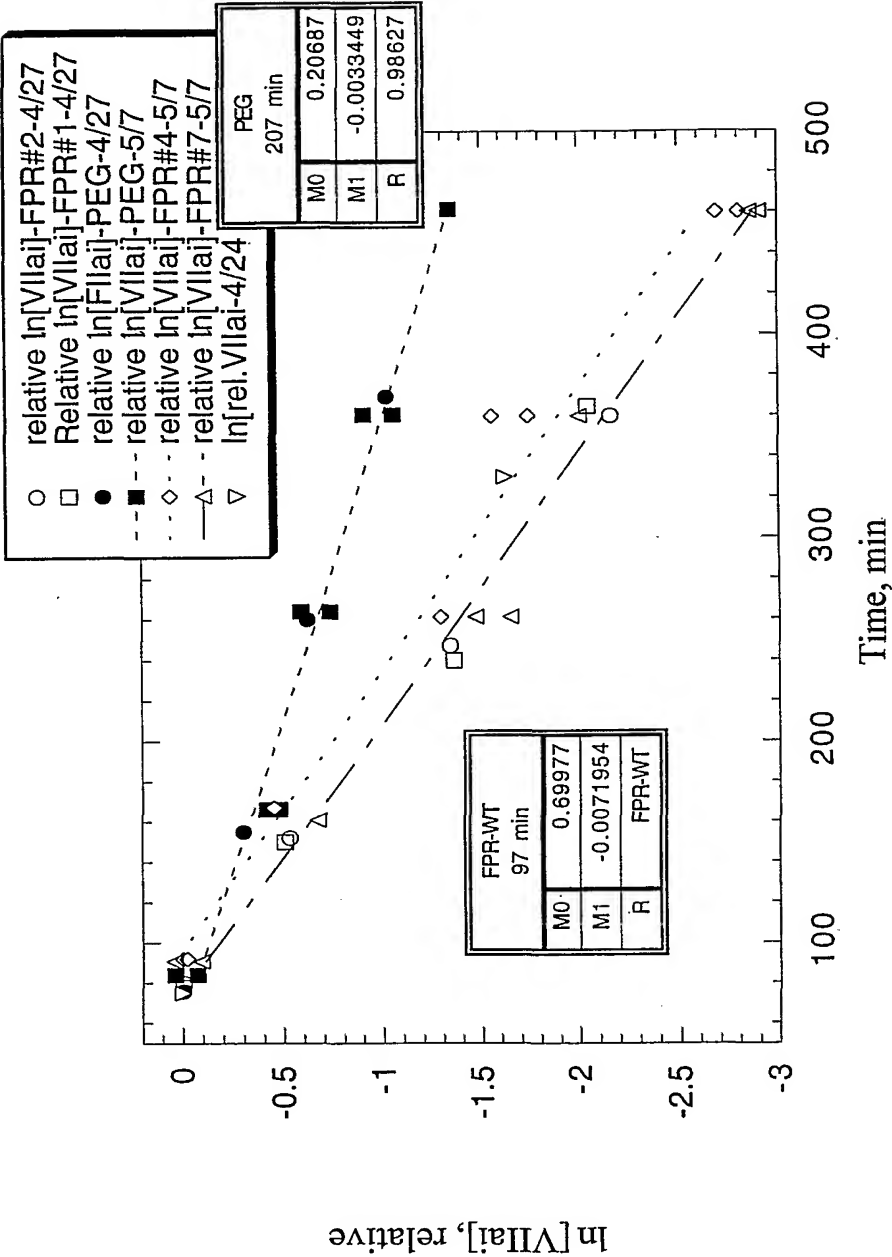 relative ln[VIIai]-FPR#2-4/27
Relative ln[VIIai]-FPR#1-4/27
relative ln[FIIai]-PEG-4/27
relative ln[VIIai]-PEG-5/7
relative ln[VIIai]-FPR#4-5/7
relative ln[VIIai]-FPR#7-5/7
ln[rel.VIIai-4/24
PEG
207 min
M0 0.20687
M1 -0.0033449
R 0.98627
FPR-WT
97 min
M0 0.69977
M1 -0.0071954
R FPR-WT
0
-0.5
-1
-1.5
-2
-2.5
-3
100
200
300
400
500
Time, min
ln [VIIai], relative